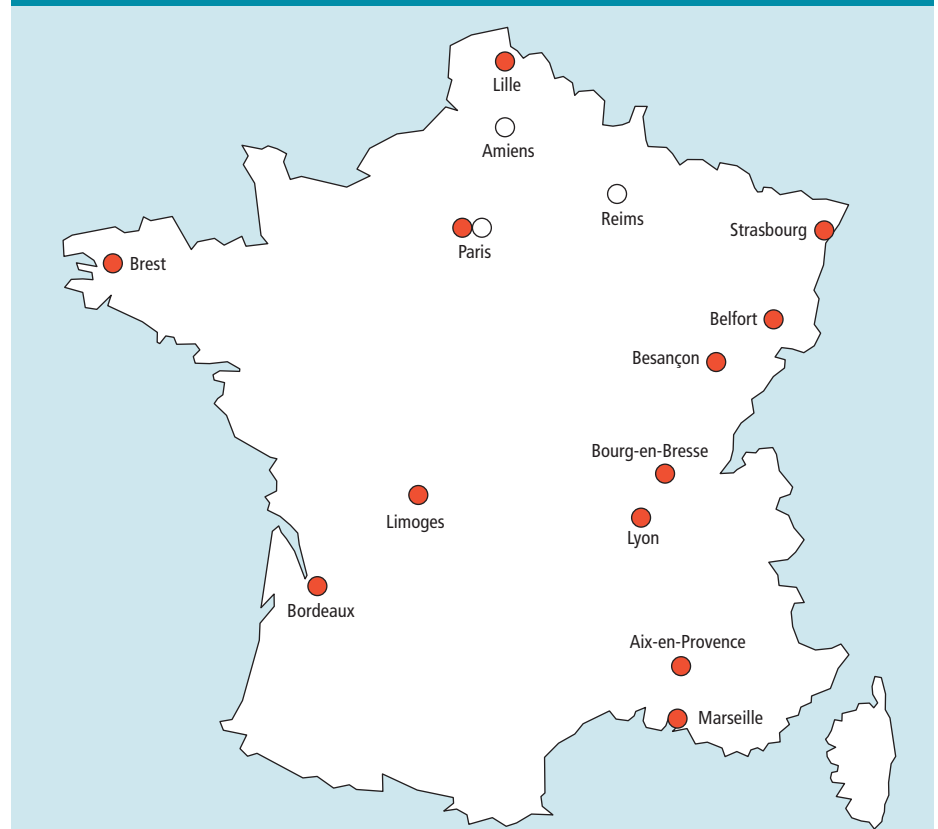 Lille
Amiens
Reims
Paris
Strasbourg
Brest
Belfort
Besançon
Bourg-en-Bresse
Limoges
Lyon
Bordeaux
Aix-en-Provence
Marseille